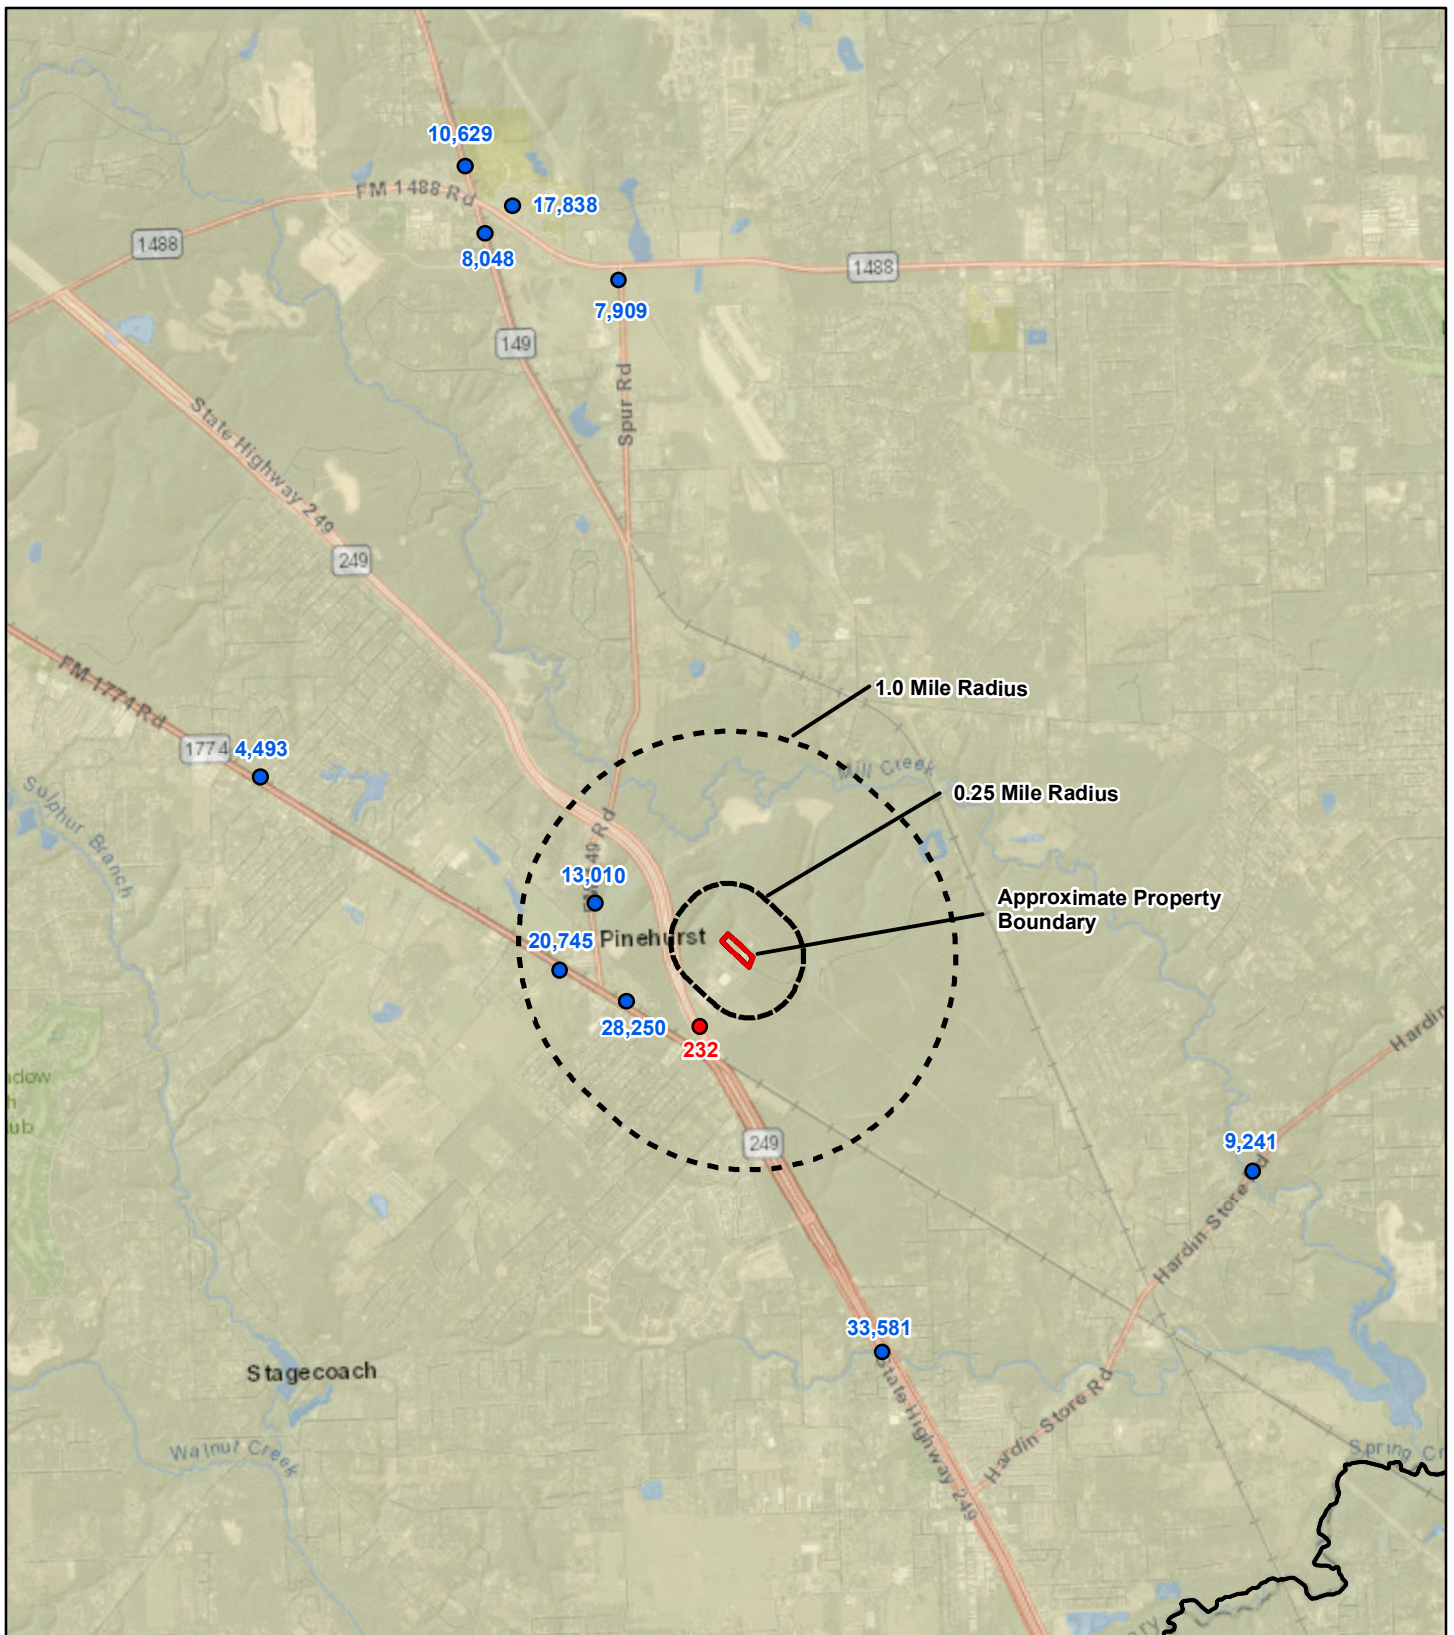 10,629
FM 1488 Rd
17,838
1488
8,048
1488
7,909
149
Spur Rd
State Highway 249
249
1.0 Mile Radius
FM 1774 Rd
1774
4,493
Mill Creek
0.25 Mile Radius
Sulphur Branch
49 Rd
13,010
Approximate Property
Boundary
20,745
Pinehurst
28,250
232
Hardin
249
9,241
Hardin Store
33,581
Stagecoach
State Highway 249
Hardin Store Rd
Walnut Creek
Spring Cr